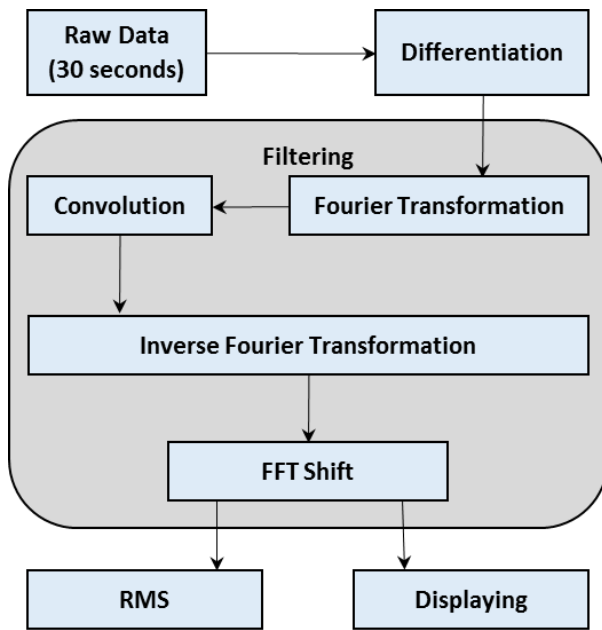 Raw Data
(30 seconds)
Differentiation
Filtering
Convolution
Fourier Transformation
Inverse Fourier Transformation
FFT Shift
RMS
Displaying